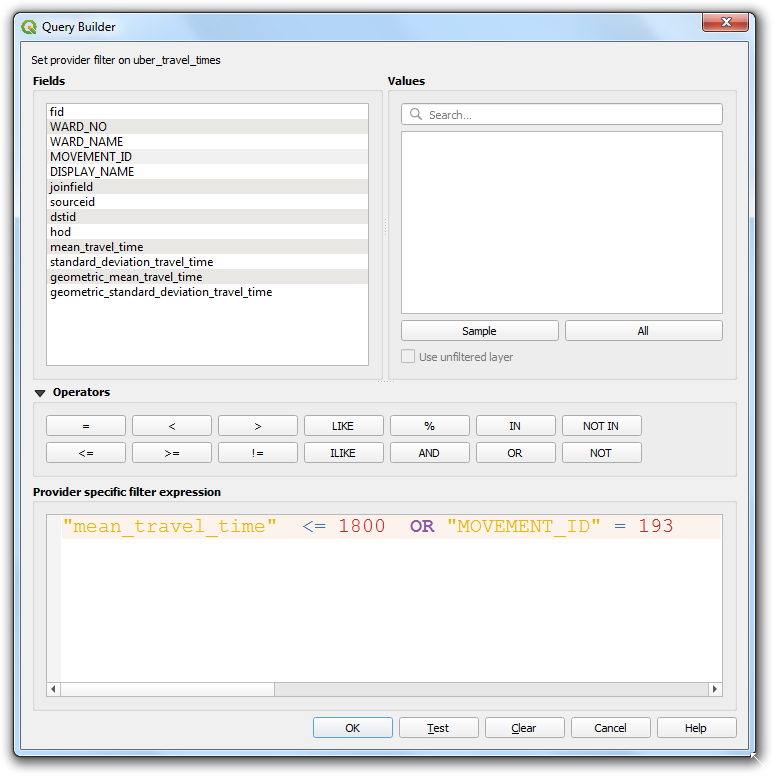 Query Builder
Set provider filter on uber_travel_times
Fields
Values
fid
WARD_NO
WARD_NAME
MOVEMENT_ID
DISPLAY_NAME
joinfield
sourceid
dstid
hod
mean_travel_time
standard_deviation_travel_time
geometric_mean_travel_time
geometric_standard_deviation_travel_time
Search...
Sample All
Use unfiltered layer
Operators
= < > LIKE % IN NOT IN
<= >= != ILIKE AND OR NOT
Provider specific filter expression
"mean_travel_time" <= 1800 OR "MOVEMENT_ID" = 193
OK Test Clear Cancel Help